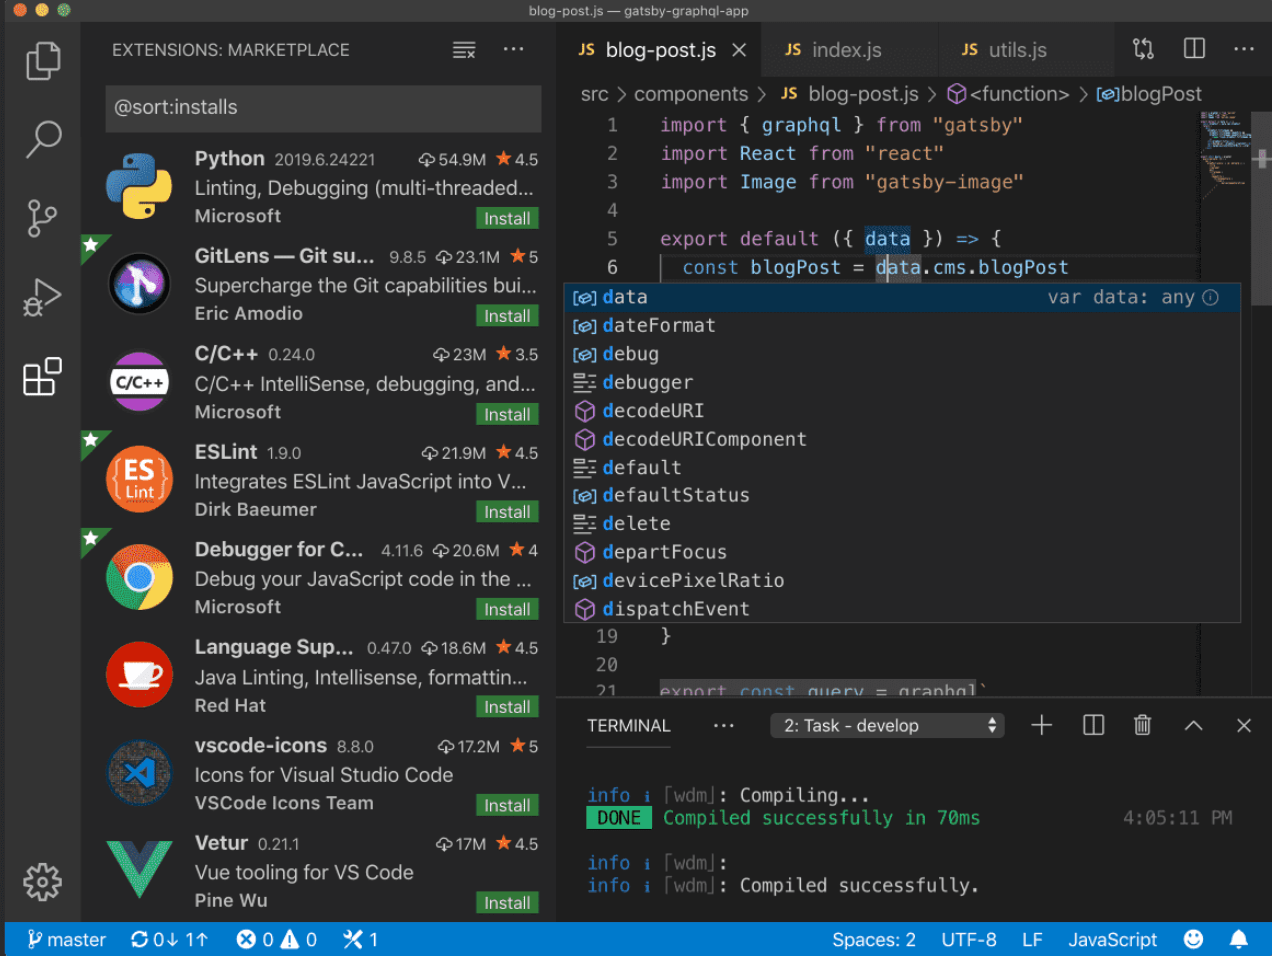 blog-post.js — gatsby-graphql-app
EXTENSIONS: MARKETPLACE
@sort:installs
Python 2019.6.24221 54.9M 4.5
Linting, Debugging (multi-threaded...
Microsoft Install
GitLens — Git su... 9.8.5 23.1M 5
Supercharge the Git capabilities bui...
Eric Amodio Install
C/C++
C/C++ 0.24.0 23M 3.5
C/C++ IntelliSense, debugging, and...
Microsoft Install
ES
Lint
ESLint 1.9.0 21.9M 4.5
Integrates ESLint JavaScript into V...
Dirk Baeumer Install
Debugger for C... 4.11.6 20.6M 4
Debug your JavaScript code in the ...
Microsoft Install
Language Sup... 0.47.0 18.6M 4.5
Java Linting, Intellisense, formattin...
Red Hat Install
vscode-icons 8.8.0 17.2M 5
Icons for Visual Studio Code
VSCode Icons Team Install
Vetur 0.21.1 17M 4.5
Vue tooling for VS Code
Pine Wu Install
JS blog-post.js JS index.js JS utils.js
src > components > JS blog-post.js > <function> > blogPost
1 import { graphql } from "gatsby"
2 import React from "react"
3 import Image from "gatsby-image"
4
5 export default ({ data }) => {
6 const blogPost = data.cms.blogPost
data var data: any
dateFormat
debug
debugger
decodeURI
decodeURIComponent
default
defaultStatus
delete
departFocus
devicePixelRatio
dispatchEvent
19 }
20
21 export const query = graphql`
TERMINAL ... 2: Task - develop
info i ｢wdm｣: Compiling...
DONE Compiled successfully in 70ms 4:05:11 PM
info i ｢wdm｣:
info i ｢wdm｣: Compiled successfully.
master 0↓ 1↑ 0 0 1 Spaces: 2 UTF-8 LF JavaScript